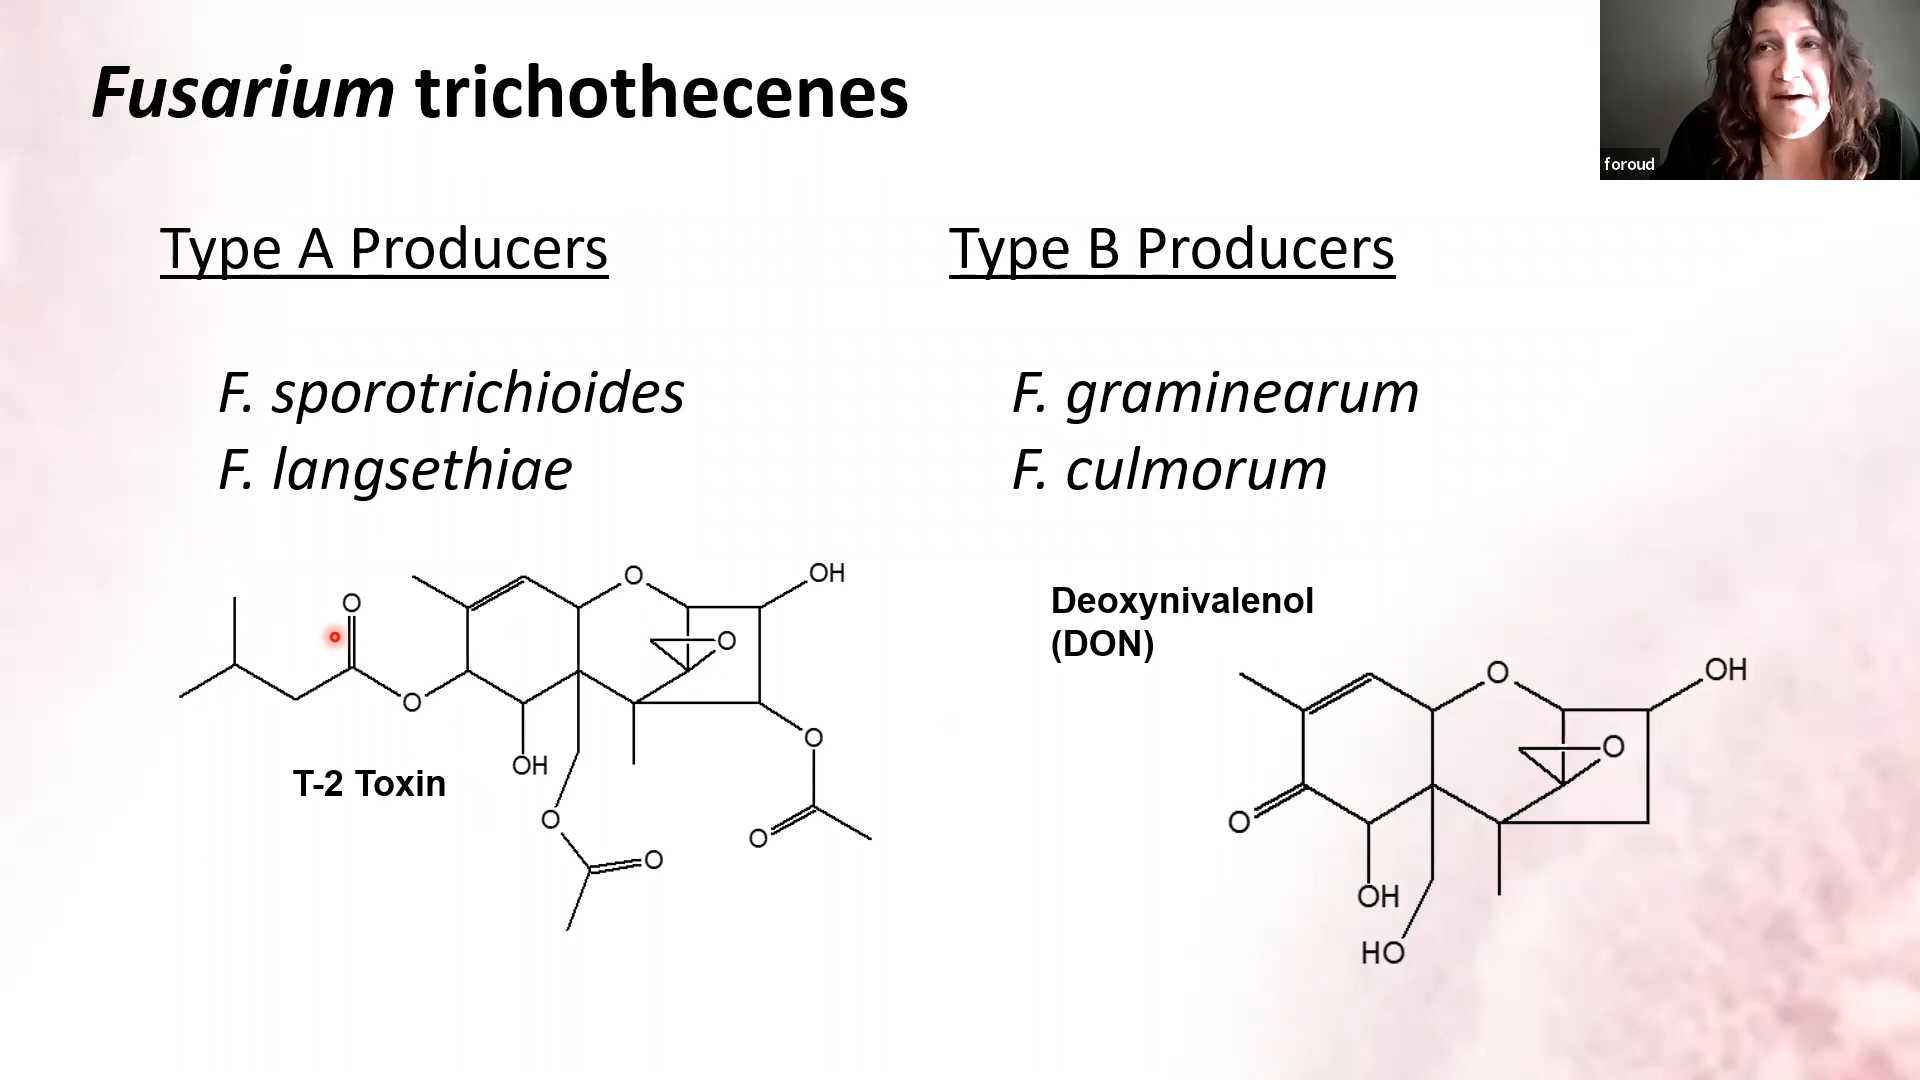 Fusarium trichothecenes
foroud
Type A Producers
Type B Producers
F. sporotrichioides
F. langsethiae
F. graminearum
F. culmorum
O
OH
O
O
O
OH
O
O
O
O
T-2 Toxin
Deoxynivalenol
(DON)
O
OH
O
O
OH
HO